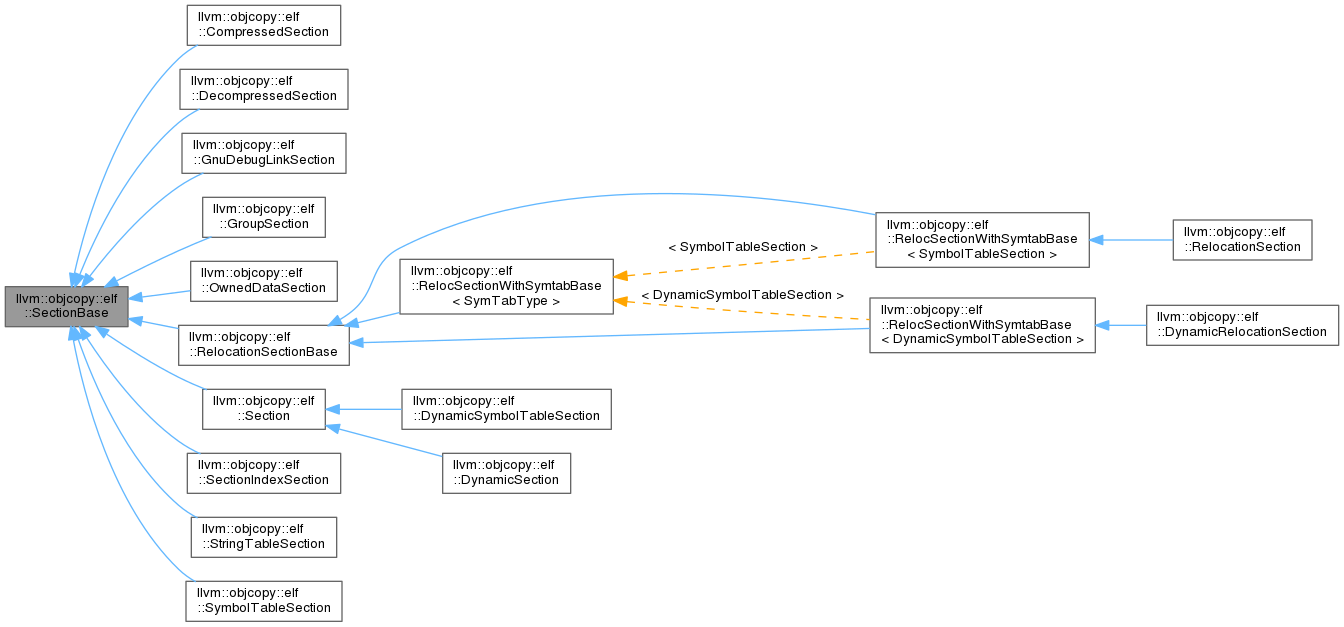 llvm::objcopy::elf
::CompressedSection
llvm::objcopy::elf
::DecompressedSection
llvm::objcopy::elf
::GnuDebugLinkSection
llvm::objcopy::elf
::GroupSection
llvm::objcopy::elf
::OwnedDataSection
llvm::objcopy::elf
::SectionBase
llvm::objcopy::elf
::RelocationSectionBase
llvm::objcopy::elf
::Section
llvm::objcopy::elf
::SectionIndexSection
llvm::objcopy::elf
::StringTableSection
llvm::objcopy::elf
::SymbolTableSection
llvm::objcopy::elf
::RelocSectionWithSymtabBase
< SymTabType >
llvm::objcopy::elf
::DynamicSymbolTableSection
llvm::objcopy::elf
::DynamicSection
< SymbolTableSection >
< DynamicSymbolTableSection >
llvm::objcopy::elf
::RelocSectionWithSymtabBase
< SymbolTableSection >
llvm::objcopy::elf
::RelocSectionWithSymtabBase
< DynamicSymbolTableSection >
llvm::objcopy::elf
::RelocationSection
llvm::objcopy::elf
::DynamicRelocationSection